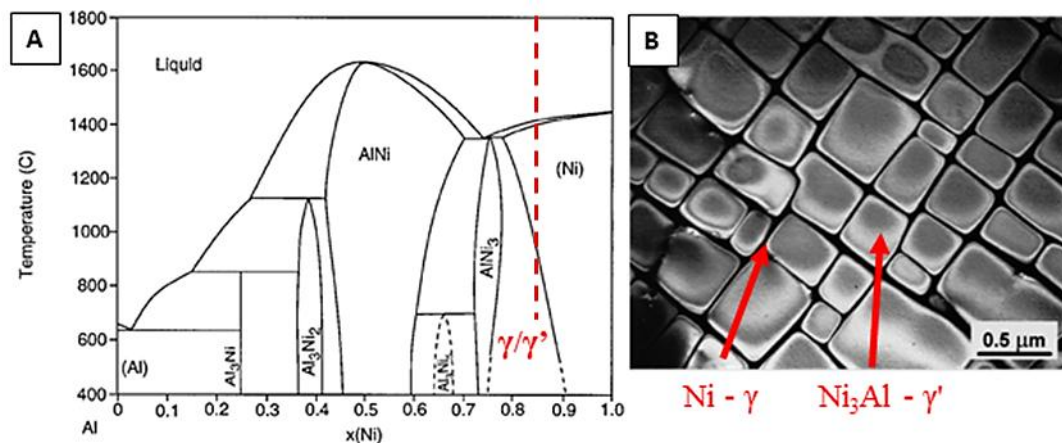 A
Temperature (C)
1800
1600
1400
1200
1000
800
600
400
Liquid
AlNi
(Ni)
AlNi₃
(Al)
Al₃Ni
Al₃Ni₂
γ/γ’
0
0.1
0.2
0.3
0.4
0.5
0.6
0.7
0.8
0.9
1.0
Al
x(Ni)
B
0.5 μm
Ni - γ
Ni₃Al - γ'